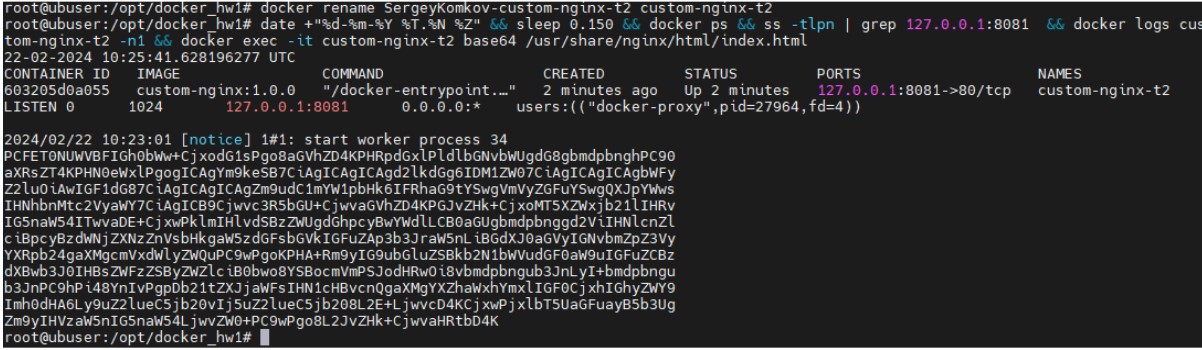 root@ubuser:/opt/docker_hw1# docker rename SergeyKomkov-custom-nginx-t2 custom-nginx-t2
root@ubuser:/opt/docker_hw1# date +"%d-%m-%Y %T.%N %Z" && sleep 0.150 && docker ps && ss -tlpn | grep 127.0.0.1:8081  && docker logs cus
tom-nginx-t2 -n1 && docker exec -it custom-nginx-t2 base64 /usr/share/nginx/html/index.html
22-02-2024 10:25:41.628196277 UTC
CONTAINER ID   IMAGE                COMMAND                  CREATED         STATUS         PORTS                    NAMES
603205d0a055   custom-nginx:1.0.0   "/docker-entrypoint.…"   2 minutes ago   Up 2 minutes   127.0.0.1:8081->80/tcp   custom-nginx-t2
LISTEN 0      1024       127.0.0.1:8081       0.0.0.0:*    users:(("docker-proxy",pid=27964,fd=4))
2024/02/22 10:23:01 [notice] 1#1: start worker process 34
PCFET0NUWVBFIGh0bWw+CjxodG1sPgo8aGVhZD4KPHRpdGxlPldlbGNvbWUgdG8gbmdpbnghPC90
aXRsZT4KPHN0eWxlPgogICAgYm9keSB7CiAgICAgICAgd2lkdGg6IDM1ZW07CiAgICAgICAgbWFy
Z2luOiAwIGF1dG87CiAgICAgICAgZm9udC1mYW1pbHk6IFRhaG9tYSwgVmVyZGFuYSwgQXJpYWws
IHNhbnMtc2VyaWY7CiAgICB9Cjwvc3R5bGU+CjwvaGVhZD4KPGJvZHk+CjxoMT5XZWxjb21lIHRv
IG5naW54ITwvaDE+CjxwPklmIHlvdSBzZWUgdGhpcyBwYWdlLCB0aGUgbmdpbnggd2ViIHNlcnZl
ciBpcyBzdWNjZXNzZnVsbHkgaW5zdGFsbGVkIGFuZAp3b3JraW5nLiBGdXJ0aGVyIGNvbmZpZ3Vy
YXRpb24gaXMgcmVxdWlyZWQuPC9wPgoKPHA+Rm9yIG9ubGluZSBkb2N1bWVudGF0aW9uIGFuZCBz
dXBwb3J0IHBsZWFzZSByZWZlciB0bwo8YSBocmVmPSJodHRwOi8vbmdpbngub3JnLyI+bmdpbngu
b3JnPC9hPi48YnIvPgpDb21tZXJjaWFsIHN1cHBvcnQgaXMgYXZhaWxhYmxlIGF0CjxhIGhyZWY9
Imh0dHA6Ly9uZ2lueC5jb20vIj5uZ2lueC5jb208L2E+LjwvcD4KCjxwPjxlbT5UaGFuayB5b3Ug
Zm9yIHVzaW5nIG5naW54LjwvZW0+PC9wPgo8L2JvZHk+CjwvaHRtbD4K
root@ubuser:/opt/docker_hw1#